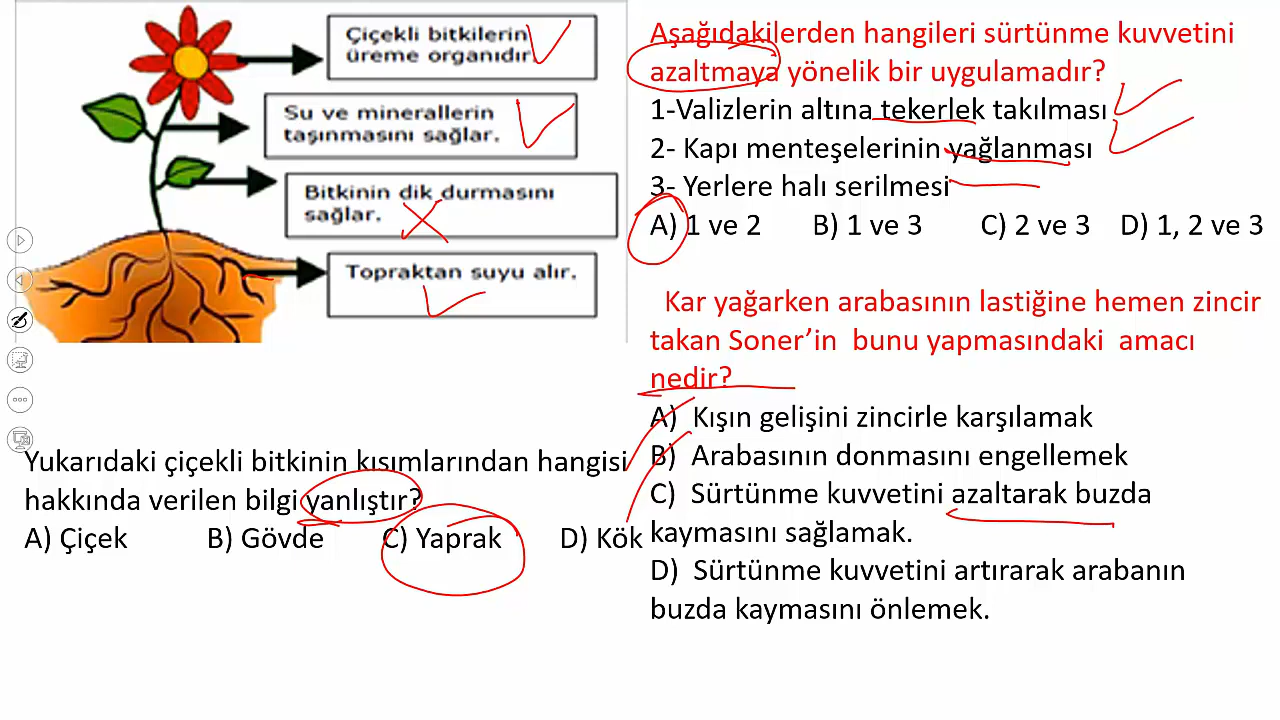 Çiçekli bitkilerin
üreme organıdır.
Su ve minerallerin
taşınmasını sağlar.
Bitkinin dik durmasını
sağlar.
Topraktan suyu alır.
Yukarıdaki çiçekli bitkinin kısımlarından hangisi
hakkında verilen bilgi yanlıştır?
A) Çiçek B) Gövde C) Yaprak D) Kök
Aşağıdakilerden hangileri sürtünme kuvvetini
azaltmaya yönelik bir uygulamadır?
1-Valizlerin altına tekerlek takılması
2- Kapı menteşelerinin yağlanması
3- Yerlere halı serilmesi
A) 1 ve 2 B) 1 ve 3 C) 2 ve 3 D) 1, 2 ve 3
Kar yağarken arabasının lastiğine hemen zincir
takan Soner’in bunu yapmasındaki amacı
nedir?
A) Kışın gelişini zincirle karşılamak
B) Arabasının donmasını engellemek
C) Sürtünme kuvvetini azaltarak buzda
kaymasını sağlamak.
D) Sürtünme kuvvetini artırarak arabanın
buzda kaymasını önlemek.